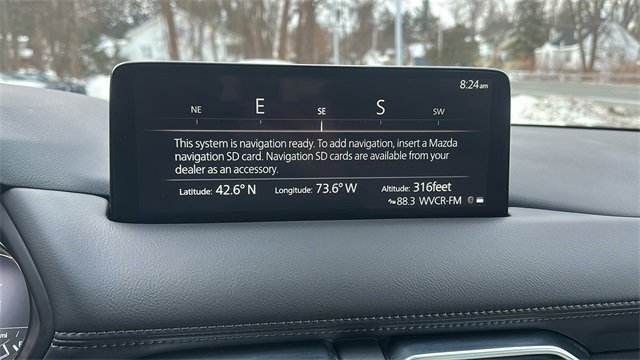 8:24am
NE E SE S SW
This system is navigation ready. To add navigation, insert a Mazda
navigation SD card. Navigation SD cards are available from your
dealer as an accessory.
Latitude: 42.6° N Longitude: 73.6° W Altitude: 316feet
88.3 WVCR-FM
mi